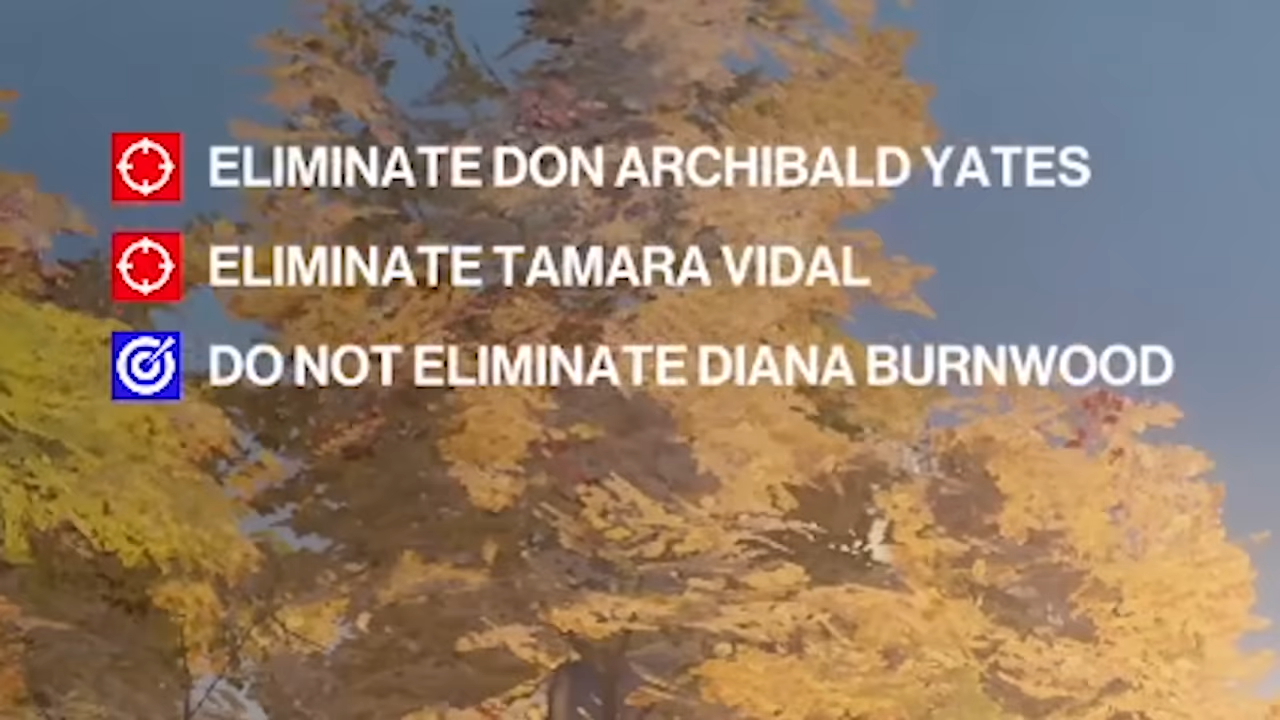 ELIMINATE DON ARCHIBALD YATES
ELIMINATE TAMARA VIDAL
DO NOT ELIMINATE DIANA BURNWOOD